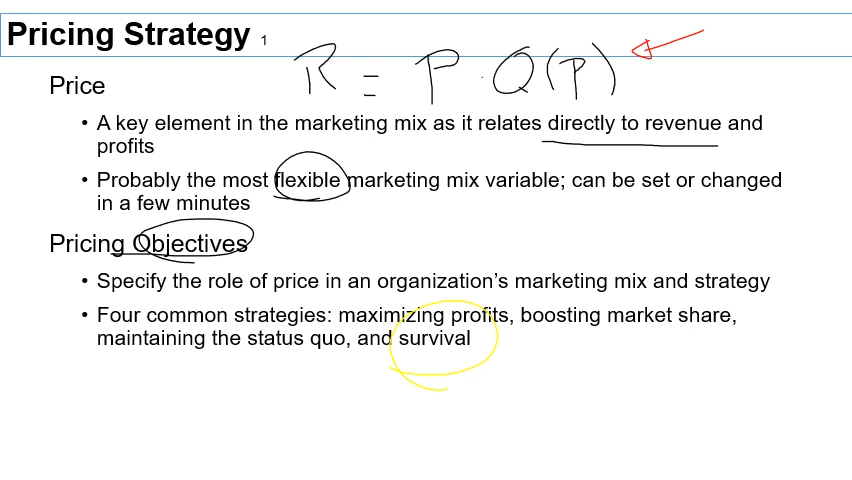 Pricing Strategy 1
R = P · Q(P)
Price
• A key element in the marketing mix as it relates directly to revenue and
profits
• Probably the most flexible marketing mix variable; can be set or changed
in a few minutes
Pricing Objectives
• Specify the role of price in an organization’s marketing mix and strategy
• Four common strategies: maximizing profits, boosting market share,
maintaining the status quo, and survival